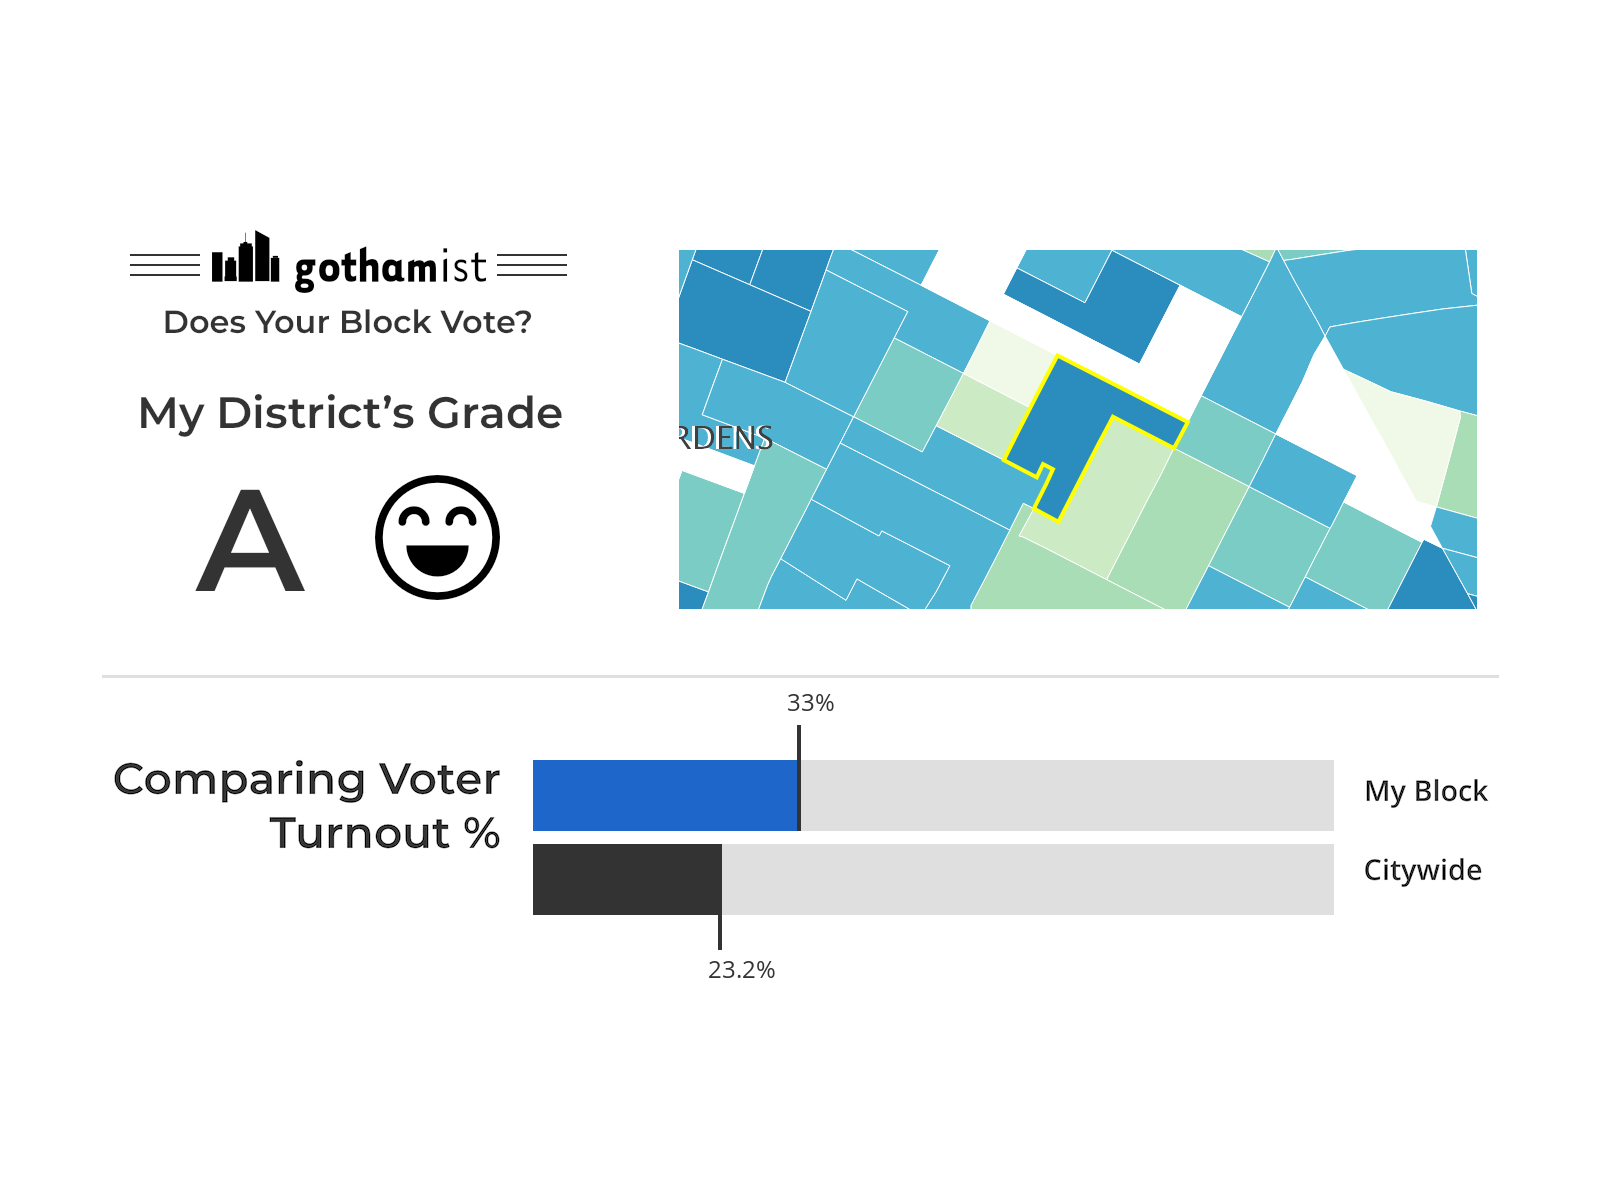 gothamist
Does Your Block Vote?
My District’s Grade
A
RDENS
33%
Comparing Voter
Turnout %
My Block
Citywide
23.2%